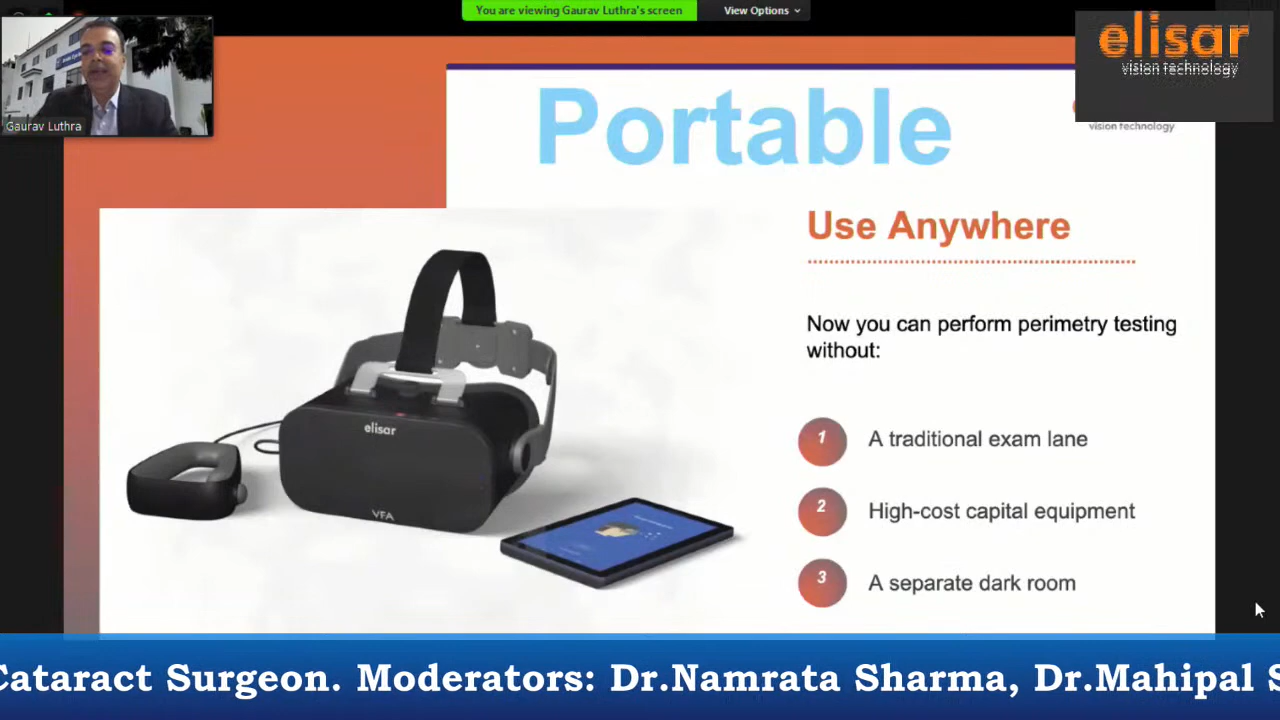 You are viewing Gaurav Luthra's screen
View Options
elisar
vision technology
Gaurav Luthra
Portable
vision technology
Use Anywhere
Now you can perform perimetry testing
without:
elisar
VFA
1 A traditional exam lane
2 High-cost capital equipment
3 A separate dark room
Cataract Surgeon. Moderators: Dr.Namrata Sharma, Dr.Mahipal S